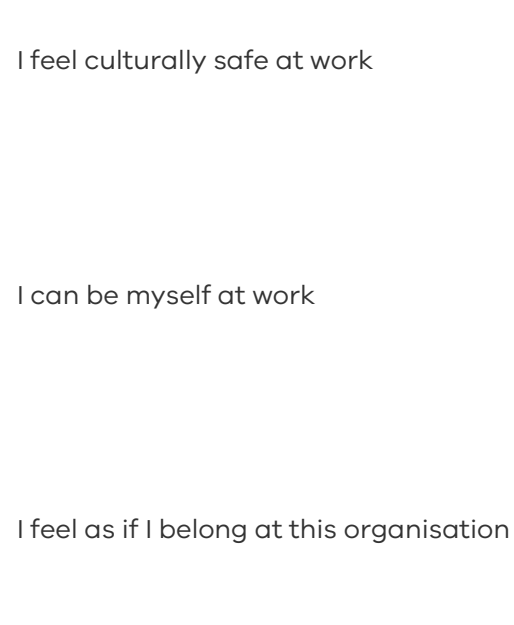 I feel culturally safe at work
I can be myself at work
I feel as if I belong at this organisation